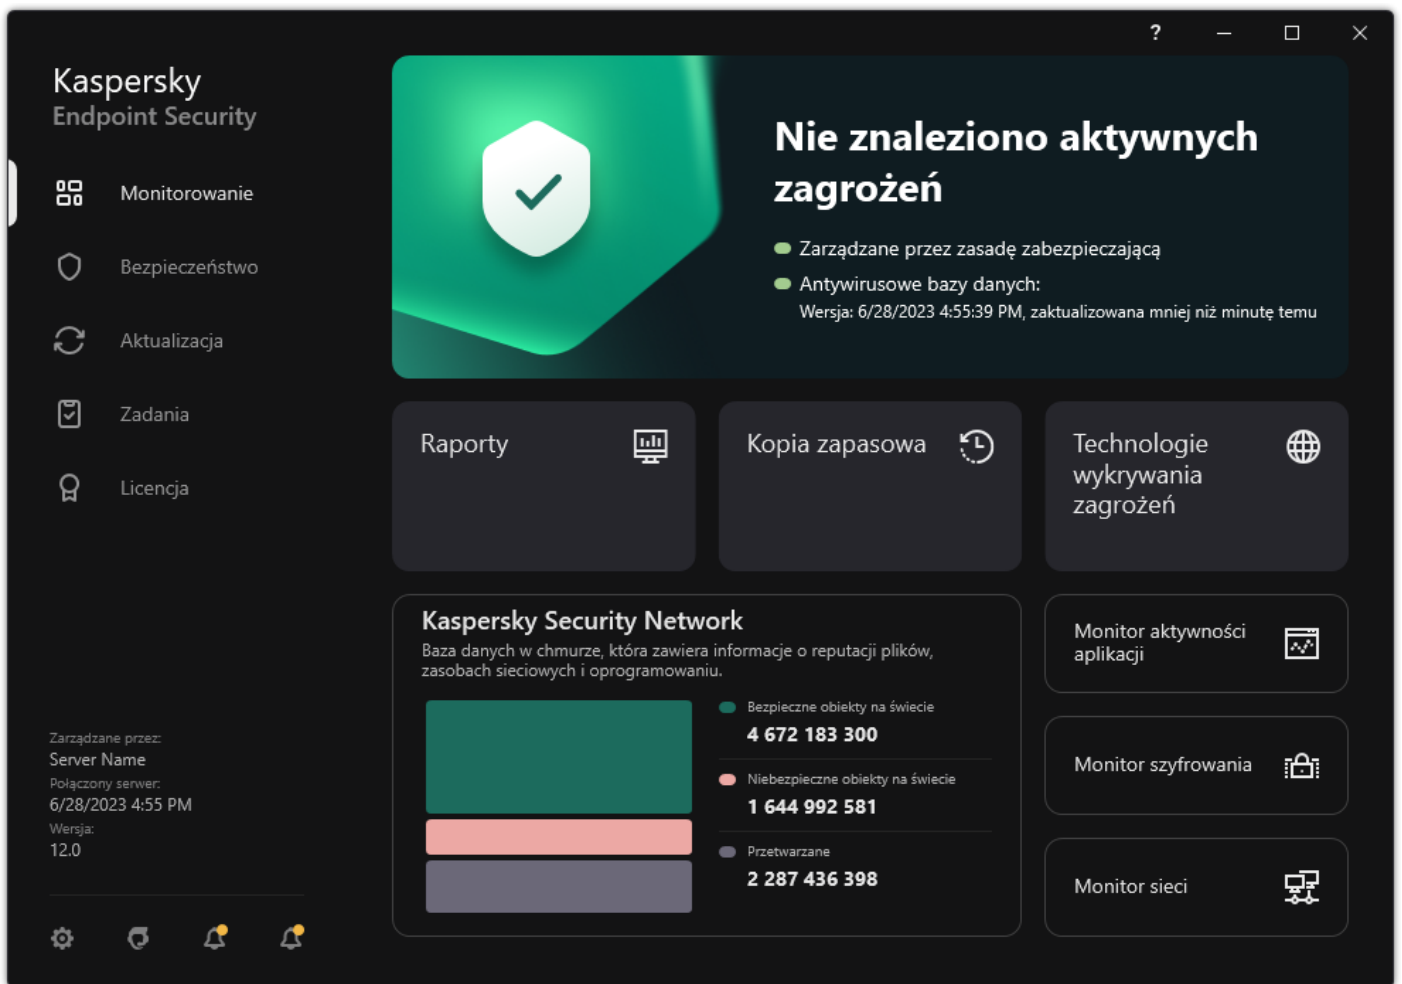 ?
Kaspersky
Endpoint Security
Monitorowanie
Bezpieczeństwo
Aktualizacja
Zadania
Licencja
Zarządzane przez:
Server Name
Połączony serwer:
6/28/2023 4:55 PM
Wersja:
12.0
Nie znaleziono aktywnych
zagrożeń
Zarządzane przez zasadę zabezpieczającą
Antywirusowe bazy danych:
Wersja: 6/28/2023 4:55:39 PM, zaktualizowana mniej niż minutę temu
Raporty
Kopia zapasowa
Technologie
wykrywania
zagrożeń
Kaspersky Security Network
Baza danych w chmurze, która zawiera informacje o reputacji plików,
zasobach sieciowych i oprogramowaniu.
Bezpieczne obiekty na świecie
4 672 183 300
Niebezpieczne obiekty na świecie
1 644 992 581
Przetwarzane
2 287 436 398
Monitor aktywności
aplikacji
Monitor szyfrowania
Monitor sieci